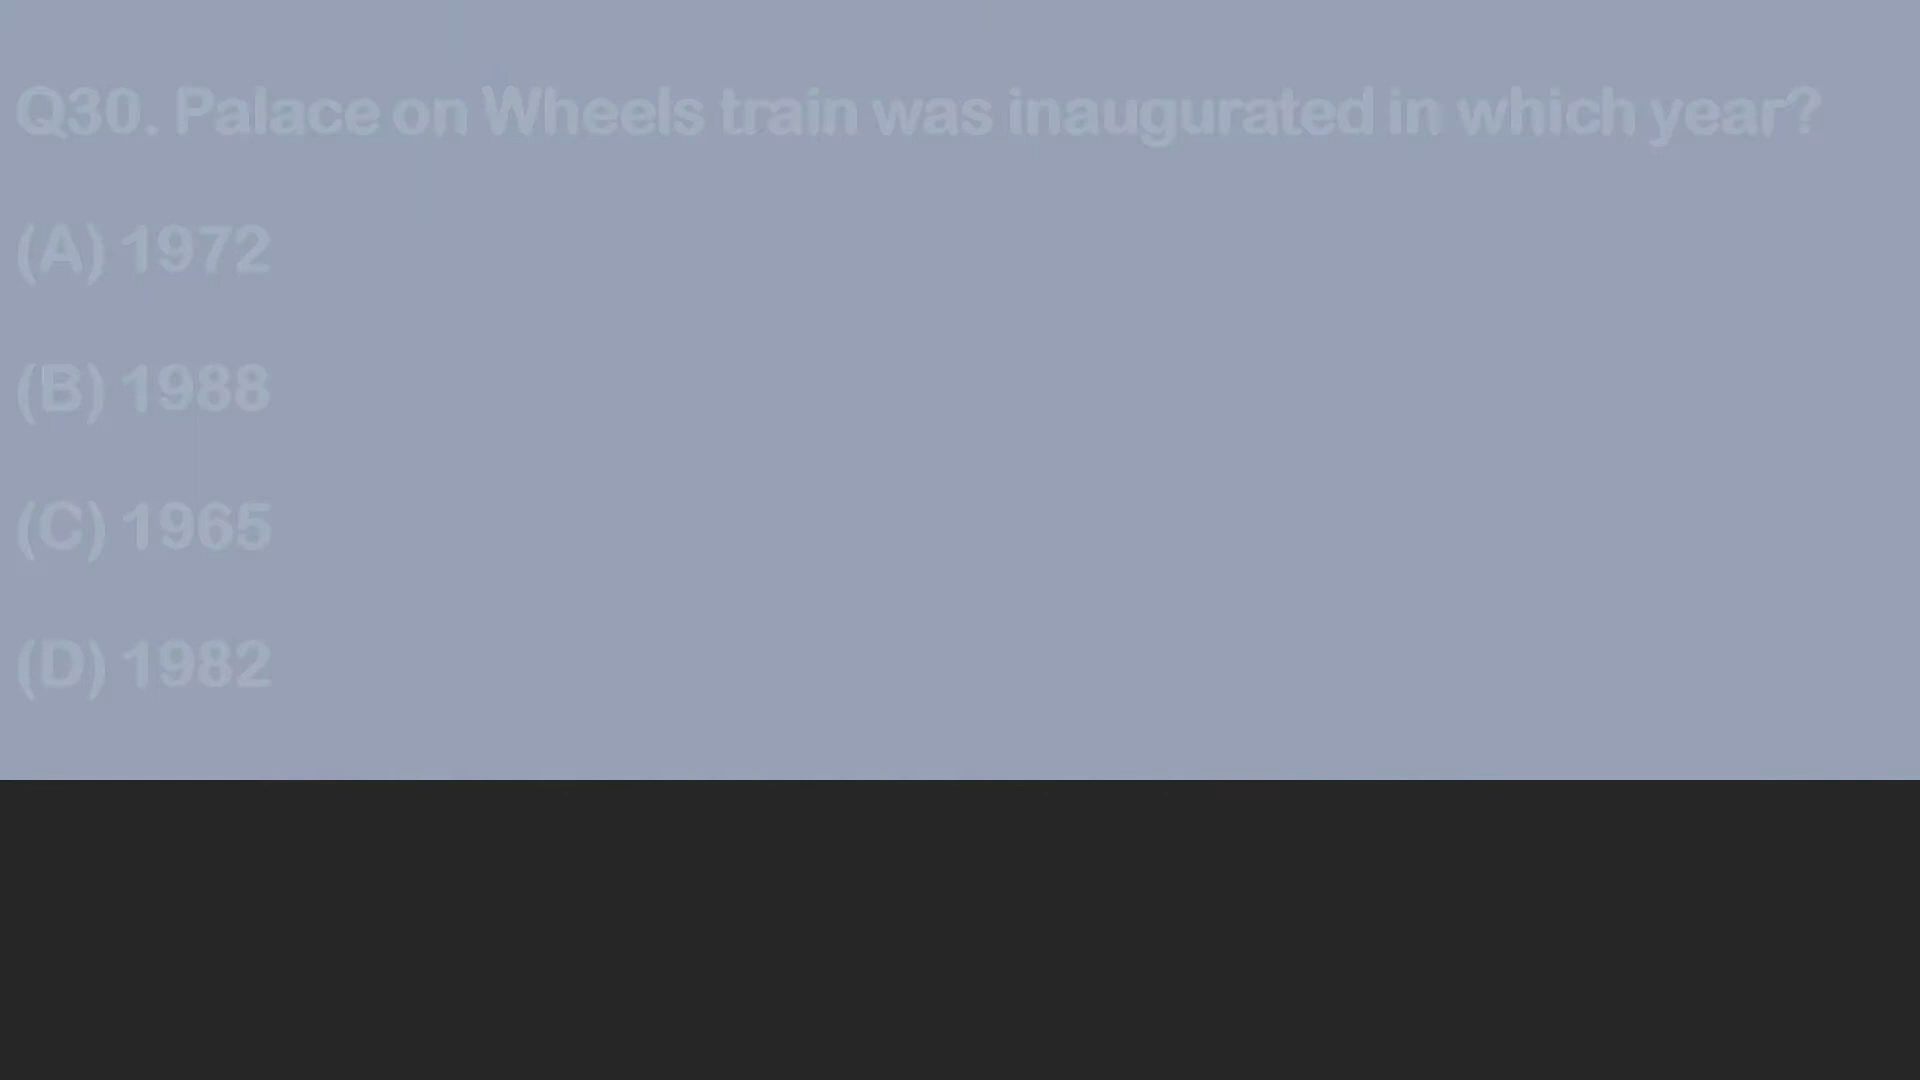 Q30. Palace on Wheels train was inaugurated in which year?
(A) 1972
(B) 1988
(C) 1965
(D) 1982